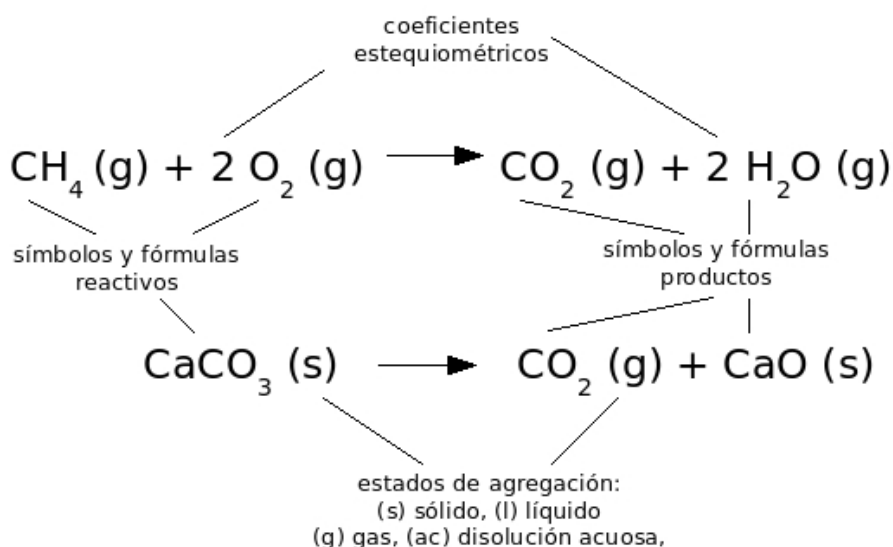 coeficientes
estequiométricos
CH₄ (g) + 2 O₂ (g) → CO₂ (g) + 2 H₂O (g)
símbolos y fórmulas
reactivos
símbolos y fórmulas
productos
CaCO₃ (s) → CO₂ (g) + CaO (s)
estados de agregación:
(s) sólido, (l) líquido
(g) gas, (ac) disolución acuosa,